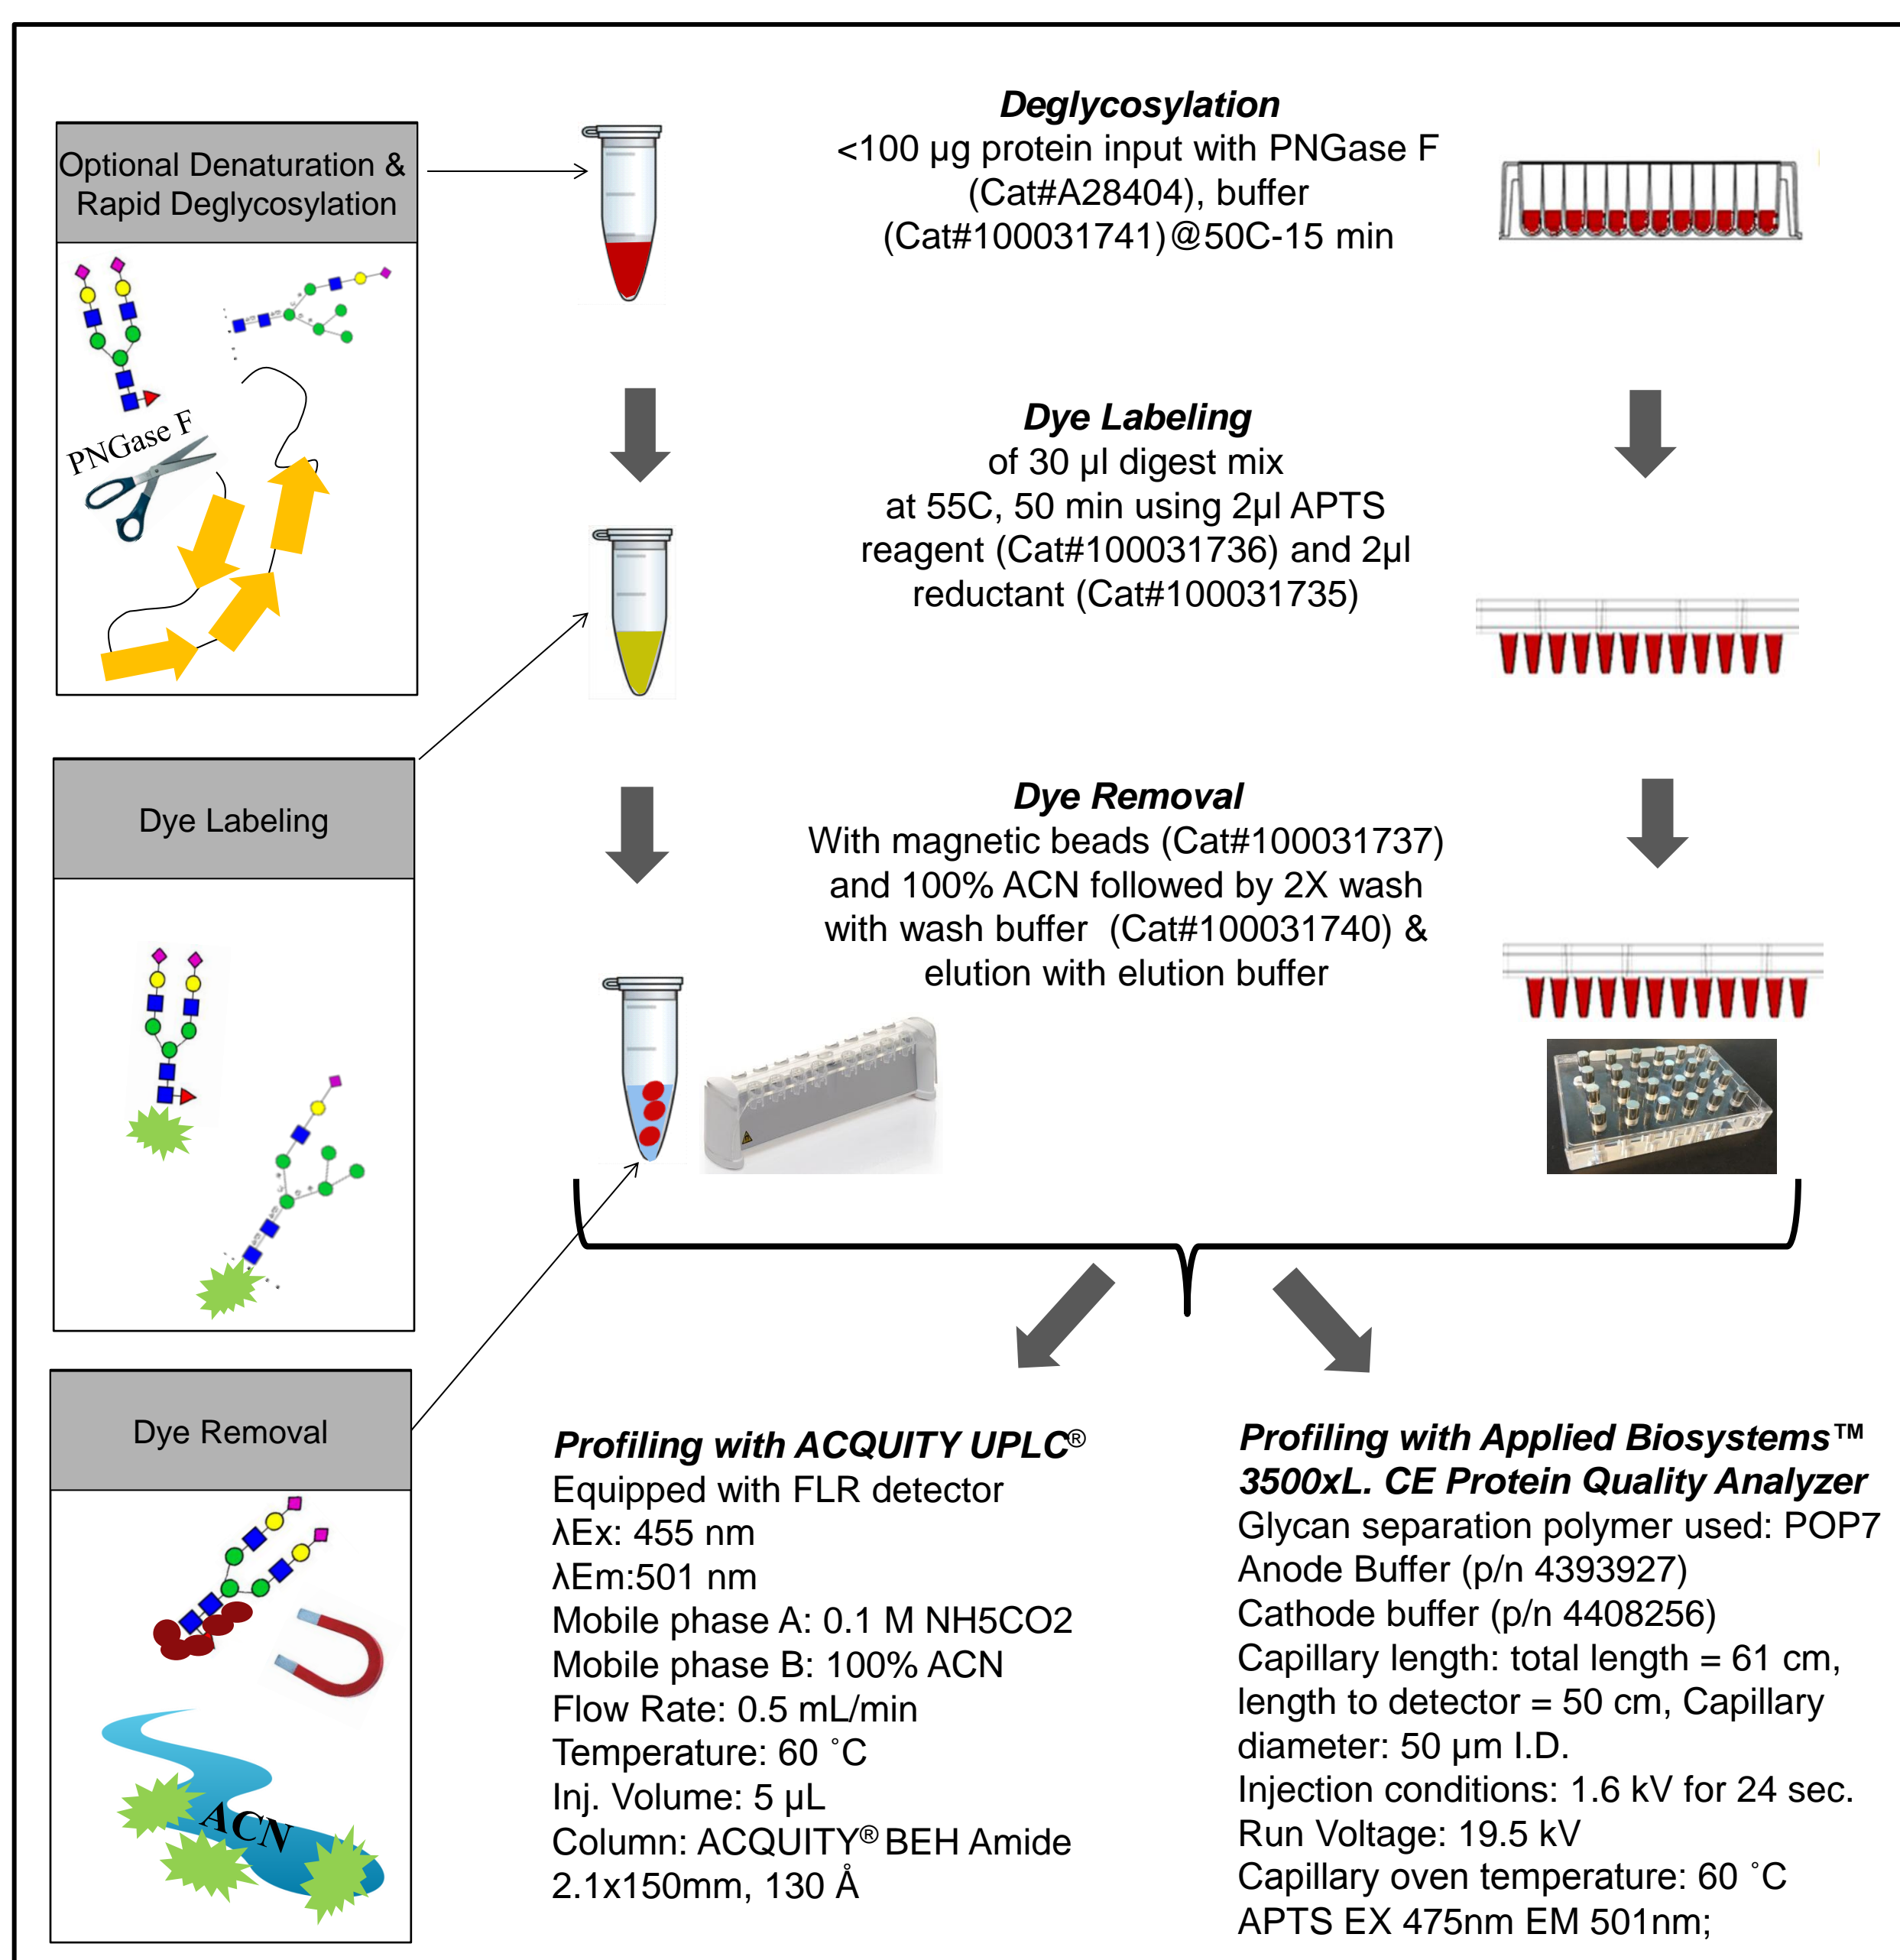 Optional Denaturation &
Rapid Deglycosylation
PNGase F
Deglycosylation
<100 µg protein input with PNGase F
(Cat#A28404), buffer
(Cat#100031741)@50C-15 min
Dye Labeling
of 30 µl digest mix
at 55C, 50 min using 2µl APTS
reagent (Cat#100031736) and 2µl
reductant (Cat#100031735)
Dye Labeling
Dye Removal
With magnetic beads (Cat#100031737)
and 100% ACN followed by 2X wash
with wash buffer  (Cat#100031740) &
elution with elution buffer
Dye Removal
ACN
Profiling with ACQUITY UPLC®
Equipped with FLR detector
λEx: 455 nm
λEm:501 nm
Mobile phase A: 0.1 M NH5CO2
Mobile phase B: 100% ACN
Flow Rate: 0.5 mL/min
Temperature: 60 ˚C
Inj. Volume: 5 µL
Column: ACQUITY® BEH Amide
2.1x150mm, 130 Å
Profiling with Applied Biosystems™
3500xL. CE Protein Quality Analyzer
Glycan separation polymer used: POP7
Anode Buffer (p/n 4393927)
Cathode buffer (p/n 4408256)
Capillary length: total length = 61 cm,
length to detector = 50 cm, Capillary
diameter: 50 µm I.D.
Injection conditions: 1.6 kV for 24 sec.
Run Voltage: 19.5 kV
Capillary oven temperature: 60 ˚C
APTS EX 475nm EM 501nm;